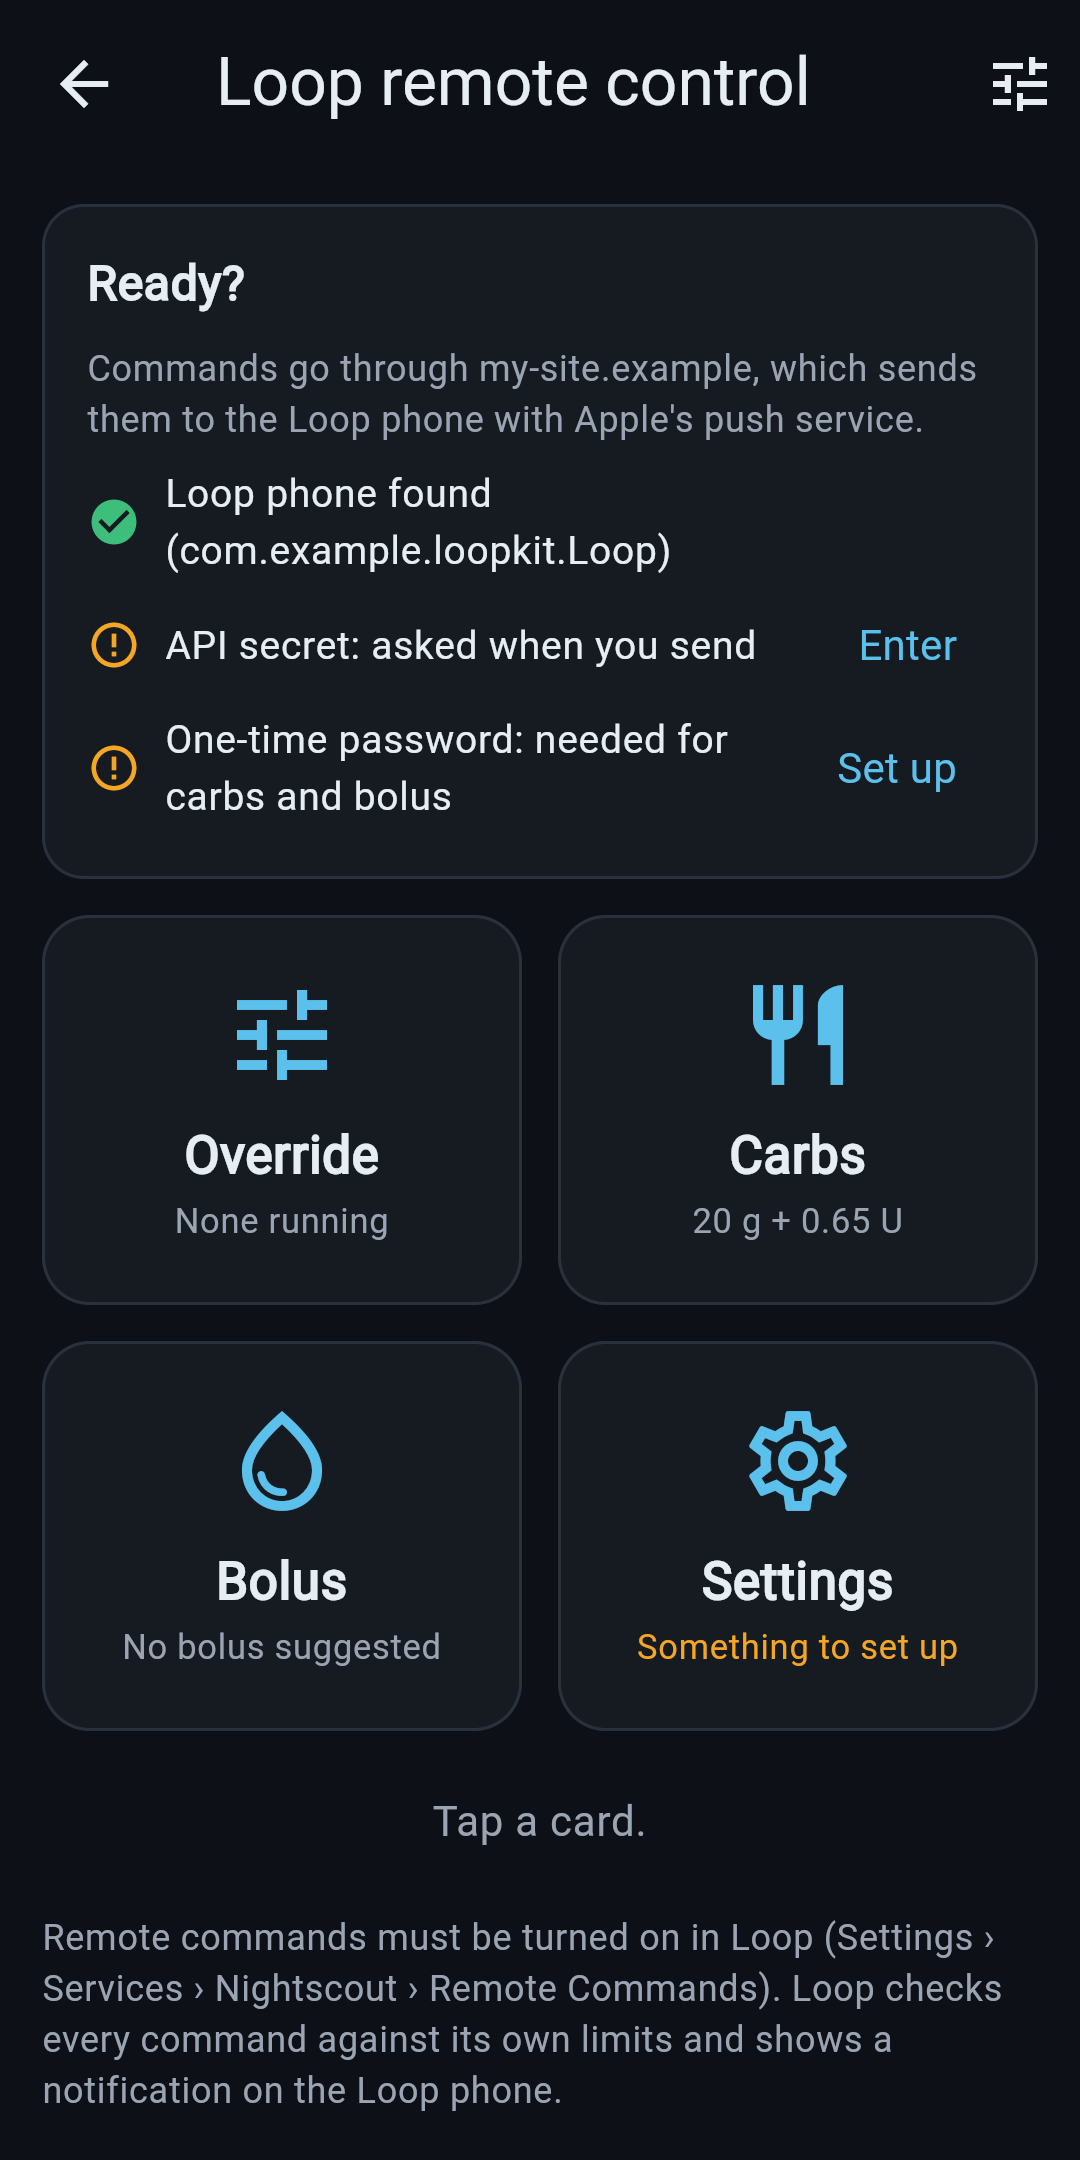 Loop remote control
Ready?
Commands go through my-site.example, which sends
them to the Loop phone with Apple's push service.
Loop phone found
(com.example.loopkit.Loop)
API secret: asked when you send
Enter
One-time password: needed for
carbs and bolus
Set up
Override
None running
Carbs
20 g + 0.65 U
Bolus
No bolus suggested
Settings
Something to set up
Tap a card.
Remote commands must be turned on in Loop (Settings ›
Services › Nightscout › Remote Commands). Loop checks
every command against its own limits and shows a
notification on the Loop phone.